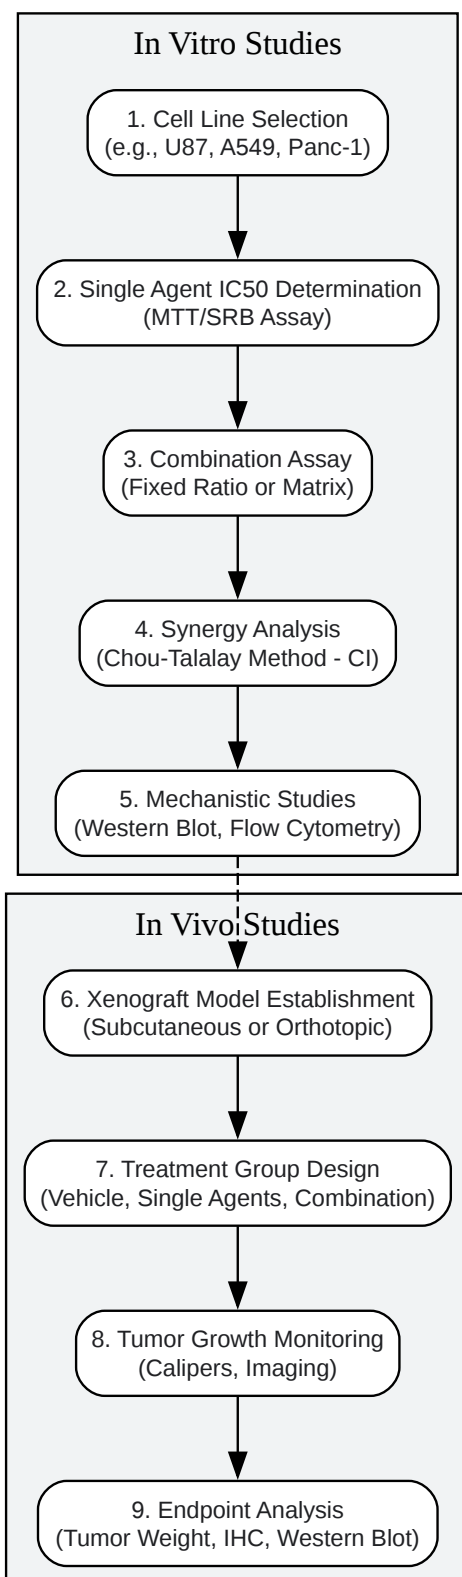 In Vitro Studies
1. Cell Line Selection
(e.g., U87, A549, Panc-1)
2. Single Agent IC50 Determination
(MTT/SRB Assay)
3. Combination Assay
(Fixed Ratio or Matrix)
4. Synergy Analysis
(Chou-Talalay Method - CI)
5. Mechanistic Studies
(Western Blot, Flow Cytometry)
In Vivo Studies
6. Xenograft Model Establishment
(Subcutaneous or Orthotopic)
7. Treatment Group Design
(Vehicle, Single Agents, Combination)
8. Tumor Growth Monitoring
(Calipers, Imaging)
9. Endpoint Analysis
(Tumor Weight, IHC, Western Blot)